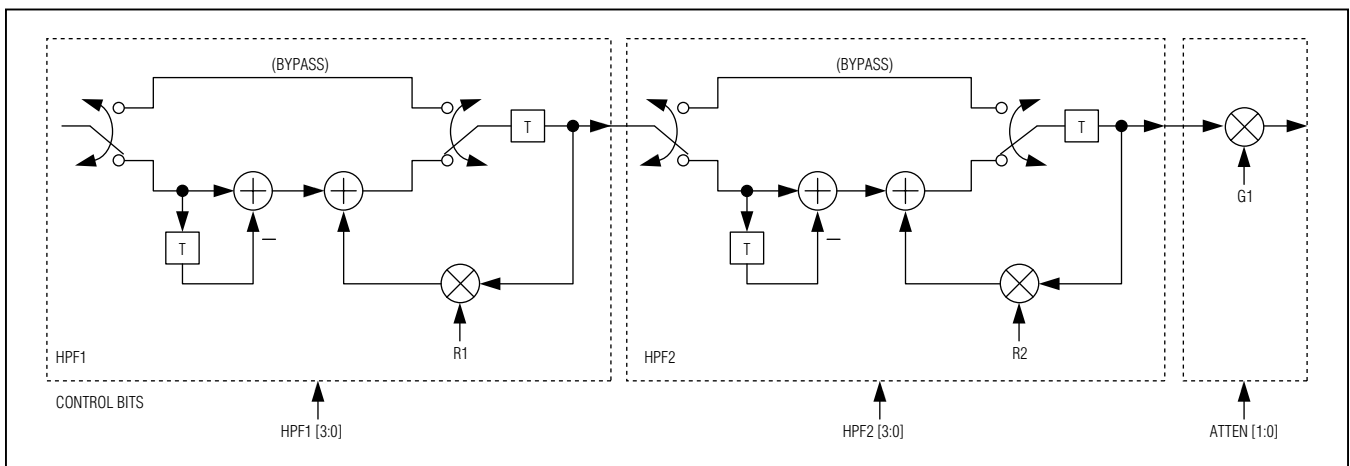 (BYPASS)
T
+
+
T
−
R1
HPF1
(BYPASS)
T
+
+
T
−
R2
HPF2
G1
CONTROL BITS
HPF1 [3:0]
HPF2 [3:0]
ATTEN [1:0]